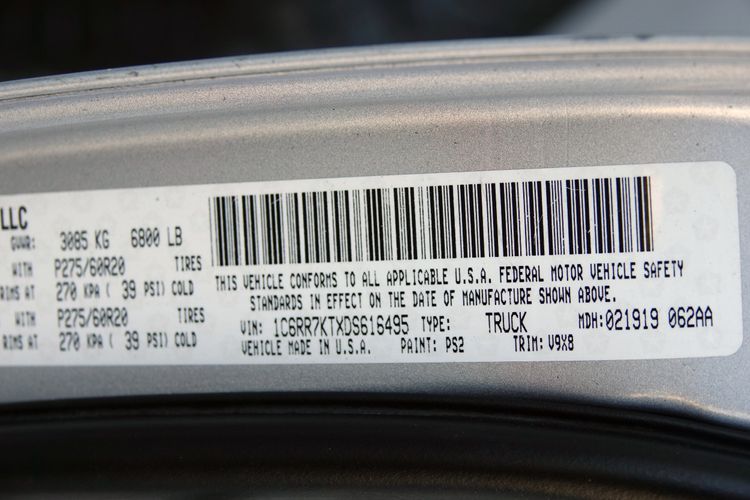 LLC
GVWR: 3085 KG 6800 LB
WITH P275/60R20 TIRES
RIMS AT 270 KPA ( 39 PSI) COLD
WITH P275/60R20 TIRES
RIMS AT 270 KPA ( 39 PSI) COLD
THIS VEHICLE CONFORMS TO ALL APPLICABLE U.S.A. FEDERAL MOTOR VEHICLE SAFETY
STANDARDS IN EFFECT ON THE DATE OF MANUFACTURE SHOWN ABOVE.
VIN: 1C6RR7KTXDS616495 TYPE: TRUCK MDH:021919 062AA
VEHICLE MADE IN U.S.A. PAINT: PS2 TRIM: V9X8